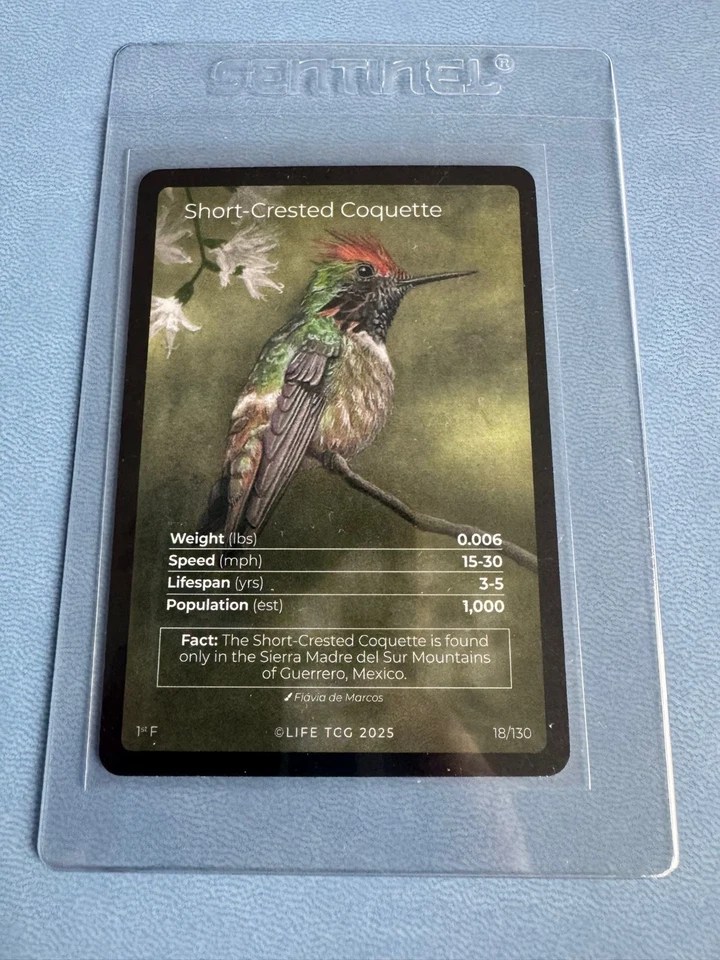 SENTINEL®
Short-Crested Coquette
Weight (lbs) 0.006
Speed (mph) 15-30
Lifespan (yrs) 3-5
Population (est) 1,000
Fact: The Short-Crested Coquette is found
only in the Sierra Madre del Sur Mountains
of Guerrero, Mexico.
Flávia de Marcos
1st F ©LIFE TCG 2025 18/130